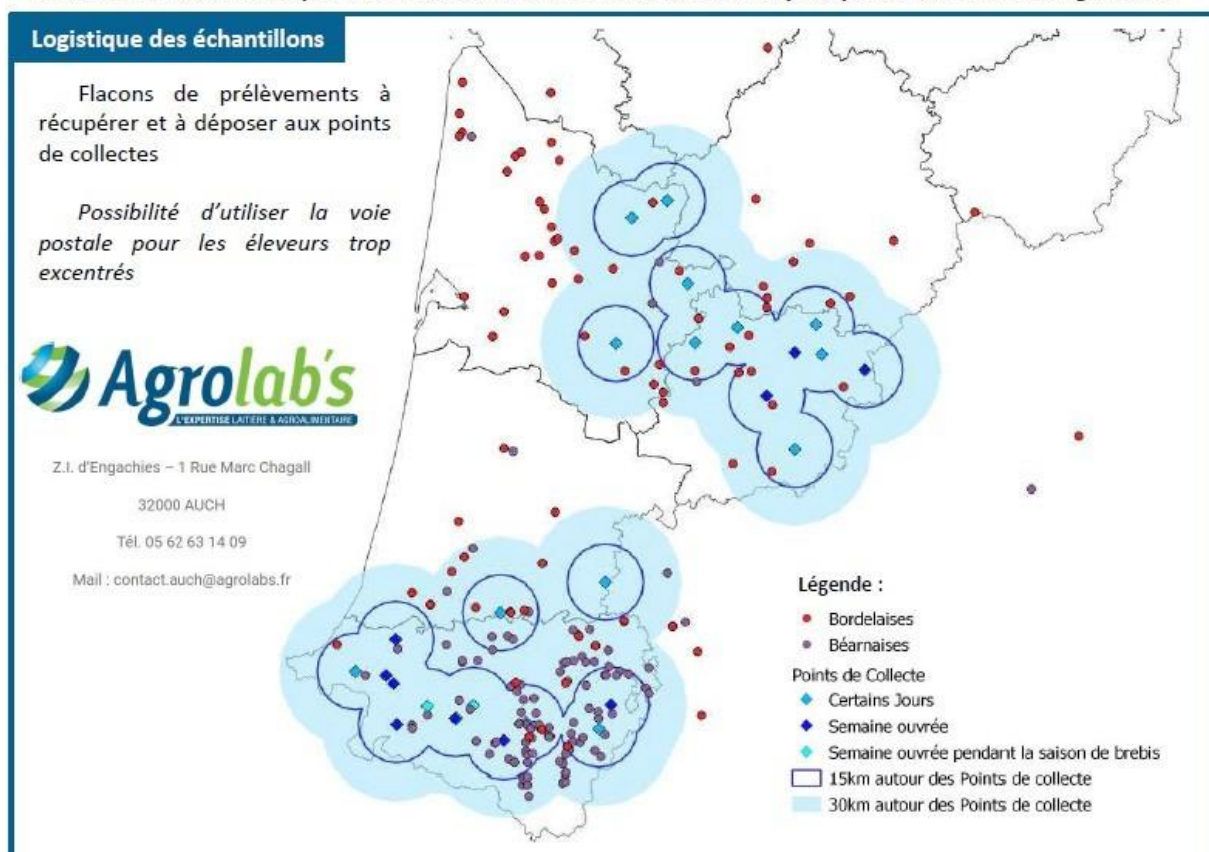 Logistique des échantillons
Flacons de prélèvements à
récupérer et à déposer aux points
de collectes
Possibilité d'utiliser la voie
postale pour les éleveurs trop
excentrés
Agrolab's
L'EXPERTISE LAITIÈRE & AGROALIMENTAIRE
Z.I. d'Engachies – 1 Rue Marc Chagall
32000 AUCH
Tél. 05 62 63 14 09
Mail : contact.auch@agrolabs.fr
Légende :
Bordelaises
Béarnaises
Points de Collecte
Certains Jours
Semaine ouvrée
Semaine ouvrée pendant la saison de brebis
15km autour des Points de collecte
30km autour des Points de collecte